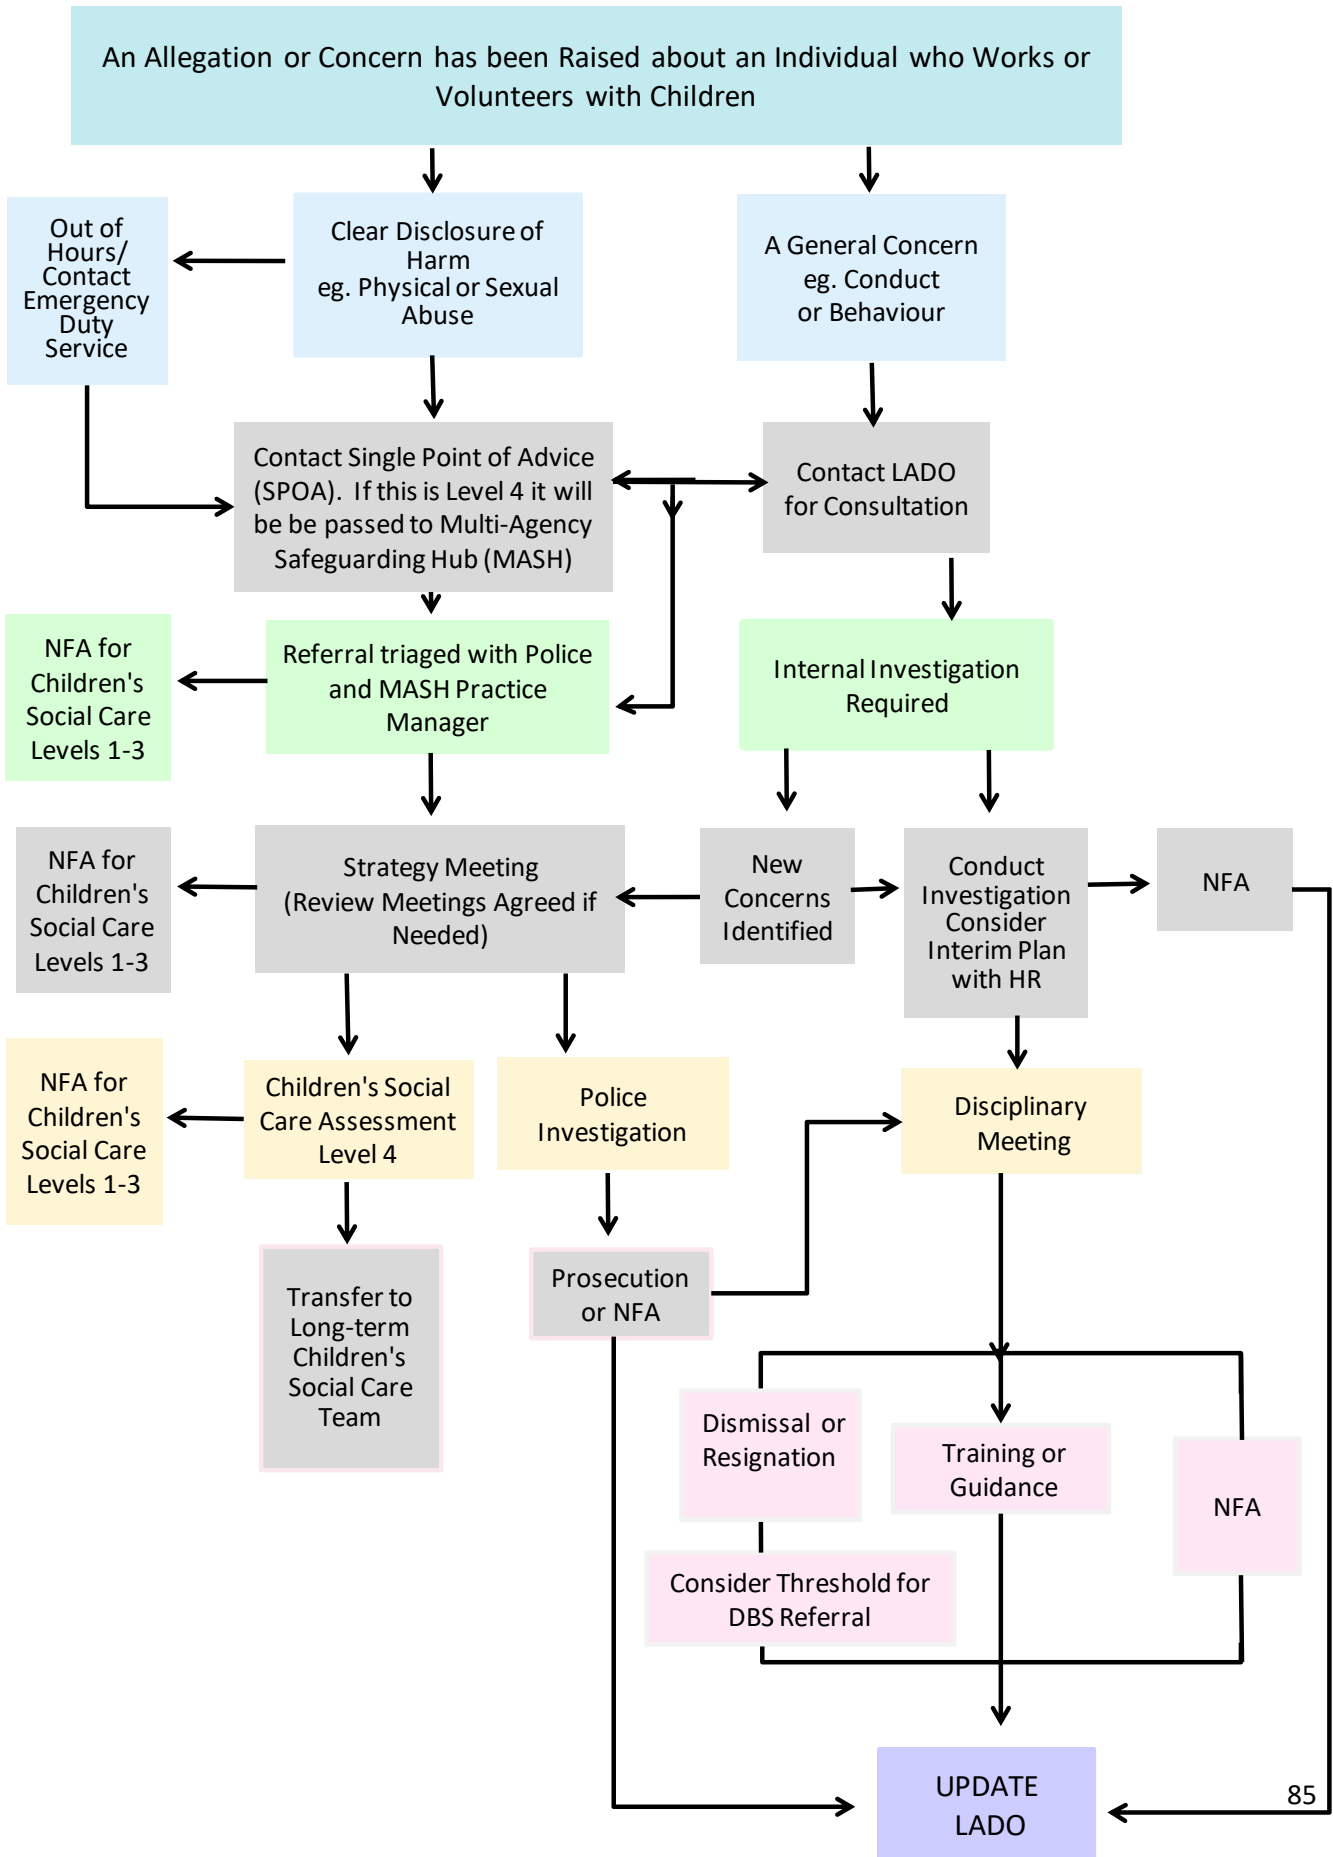 An Allegation or Concern has been Raised about an Individual who Works or
Volunteers with Children
Out of
Hours/
Contact
Emergency
Duty
Service
Clear Disclosure of
Harm
eg. Physical or Sexual
Abuse
A General Concern
eg. Conduct
or Behaviour
Contact Single Point of Advice
(SPOA). If this is Level 4 it will
be be passed to Multi-Agency
Safeguarding Hub (MASH)
Contact LADO
for Consultation
NFA for
Children's
Social Care
Levels 1-3
Referral triaged with Police
and MASH Practice
Manager
Internal Investigation
Required
NFA for
Children's
Social Care
Levels 1-3
Strategy Meeting
(Review Meetings Agreed if
Needed)
New
Concerns
Identified
Conduct
Investigation
Consider
Interim Plan
with HR
NFA
NFA for
Children's
Social Care
Levels 1-3
Children's Social
Care Assessment
Level 4
Police
Investigation
Disciplinary
Meeting
Transfer to
Long-term
Children's
Social Care
Team
Prosecution
or NFA
Dismissal or
Resignation
Training or
Guidance
NFA
Consider Threshold for
DBS Referral
UPDATE
LADO
85